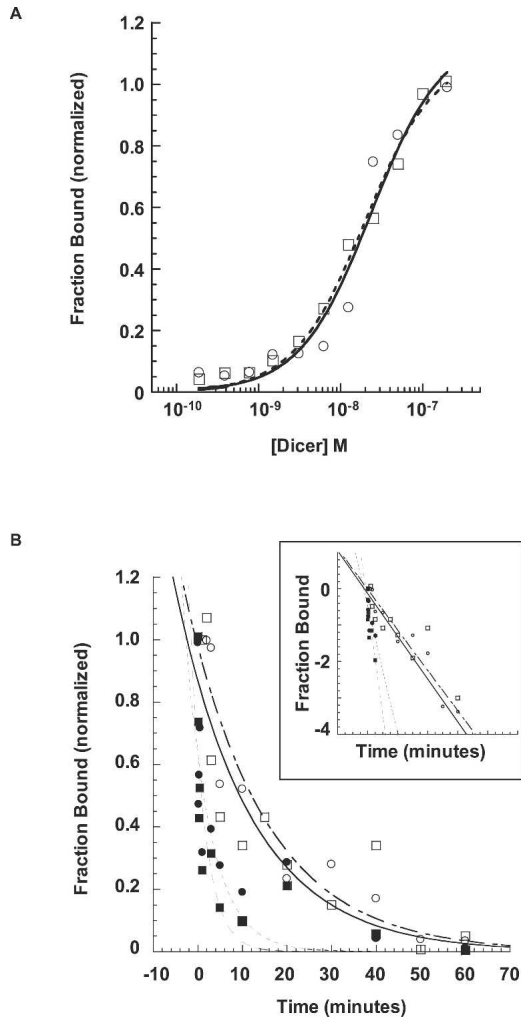 A
Fraction Bound (normalized)
1.2
1.0
0.8
0.6
0.4
0.2
0
10-10
10-9
10-8
10-7
[Dicer] M
B
Fraction Bound (normalized)
1.2
1.0
0.8
0.6
0.4
0.2
0
-10 0 10 20 30 40 50 60 70
Time (minutes)
Fraction Bound
0
-2
-4
Time (minutes)